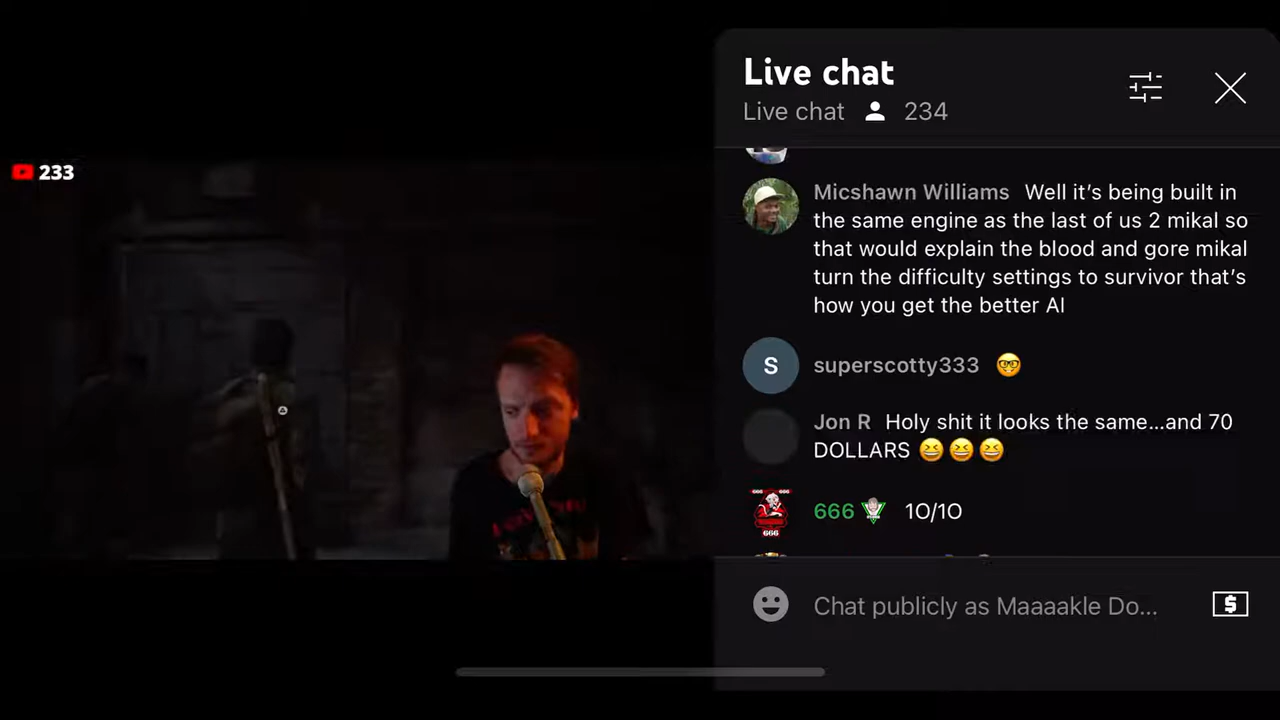 Live chat
Live chat 234
233
Micshawn Williams Well it's being built in
the same engine as the last of us 2 mikal so
that would explain the blood and gore mikal
turn the difficulty settings to survivor that's
how you get the better AI
S superscotty333
Jon R Holy shit it looks the same...and 70
DOLLARS
666 10/10
666
Chat publicly as Maaaakle Do...
$